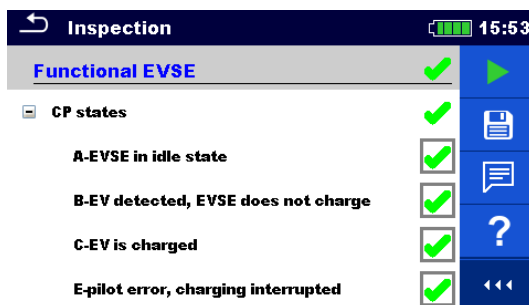 Inspection 15:53
Functional EVSE
CP states
A-EVSE in idle state
B-EV detected, EVSE does not charge
C-EV is charged
?
E-pilot error, charging interrupted